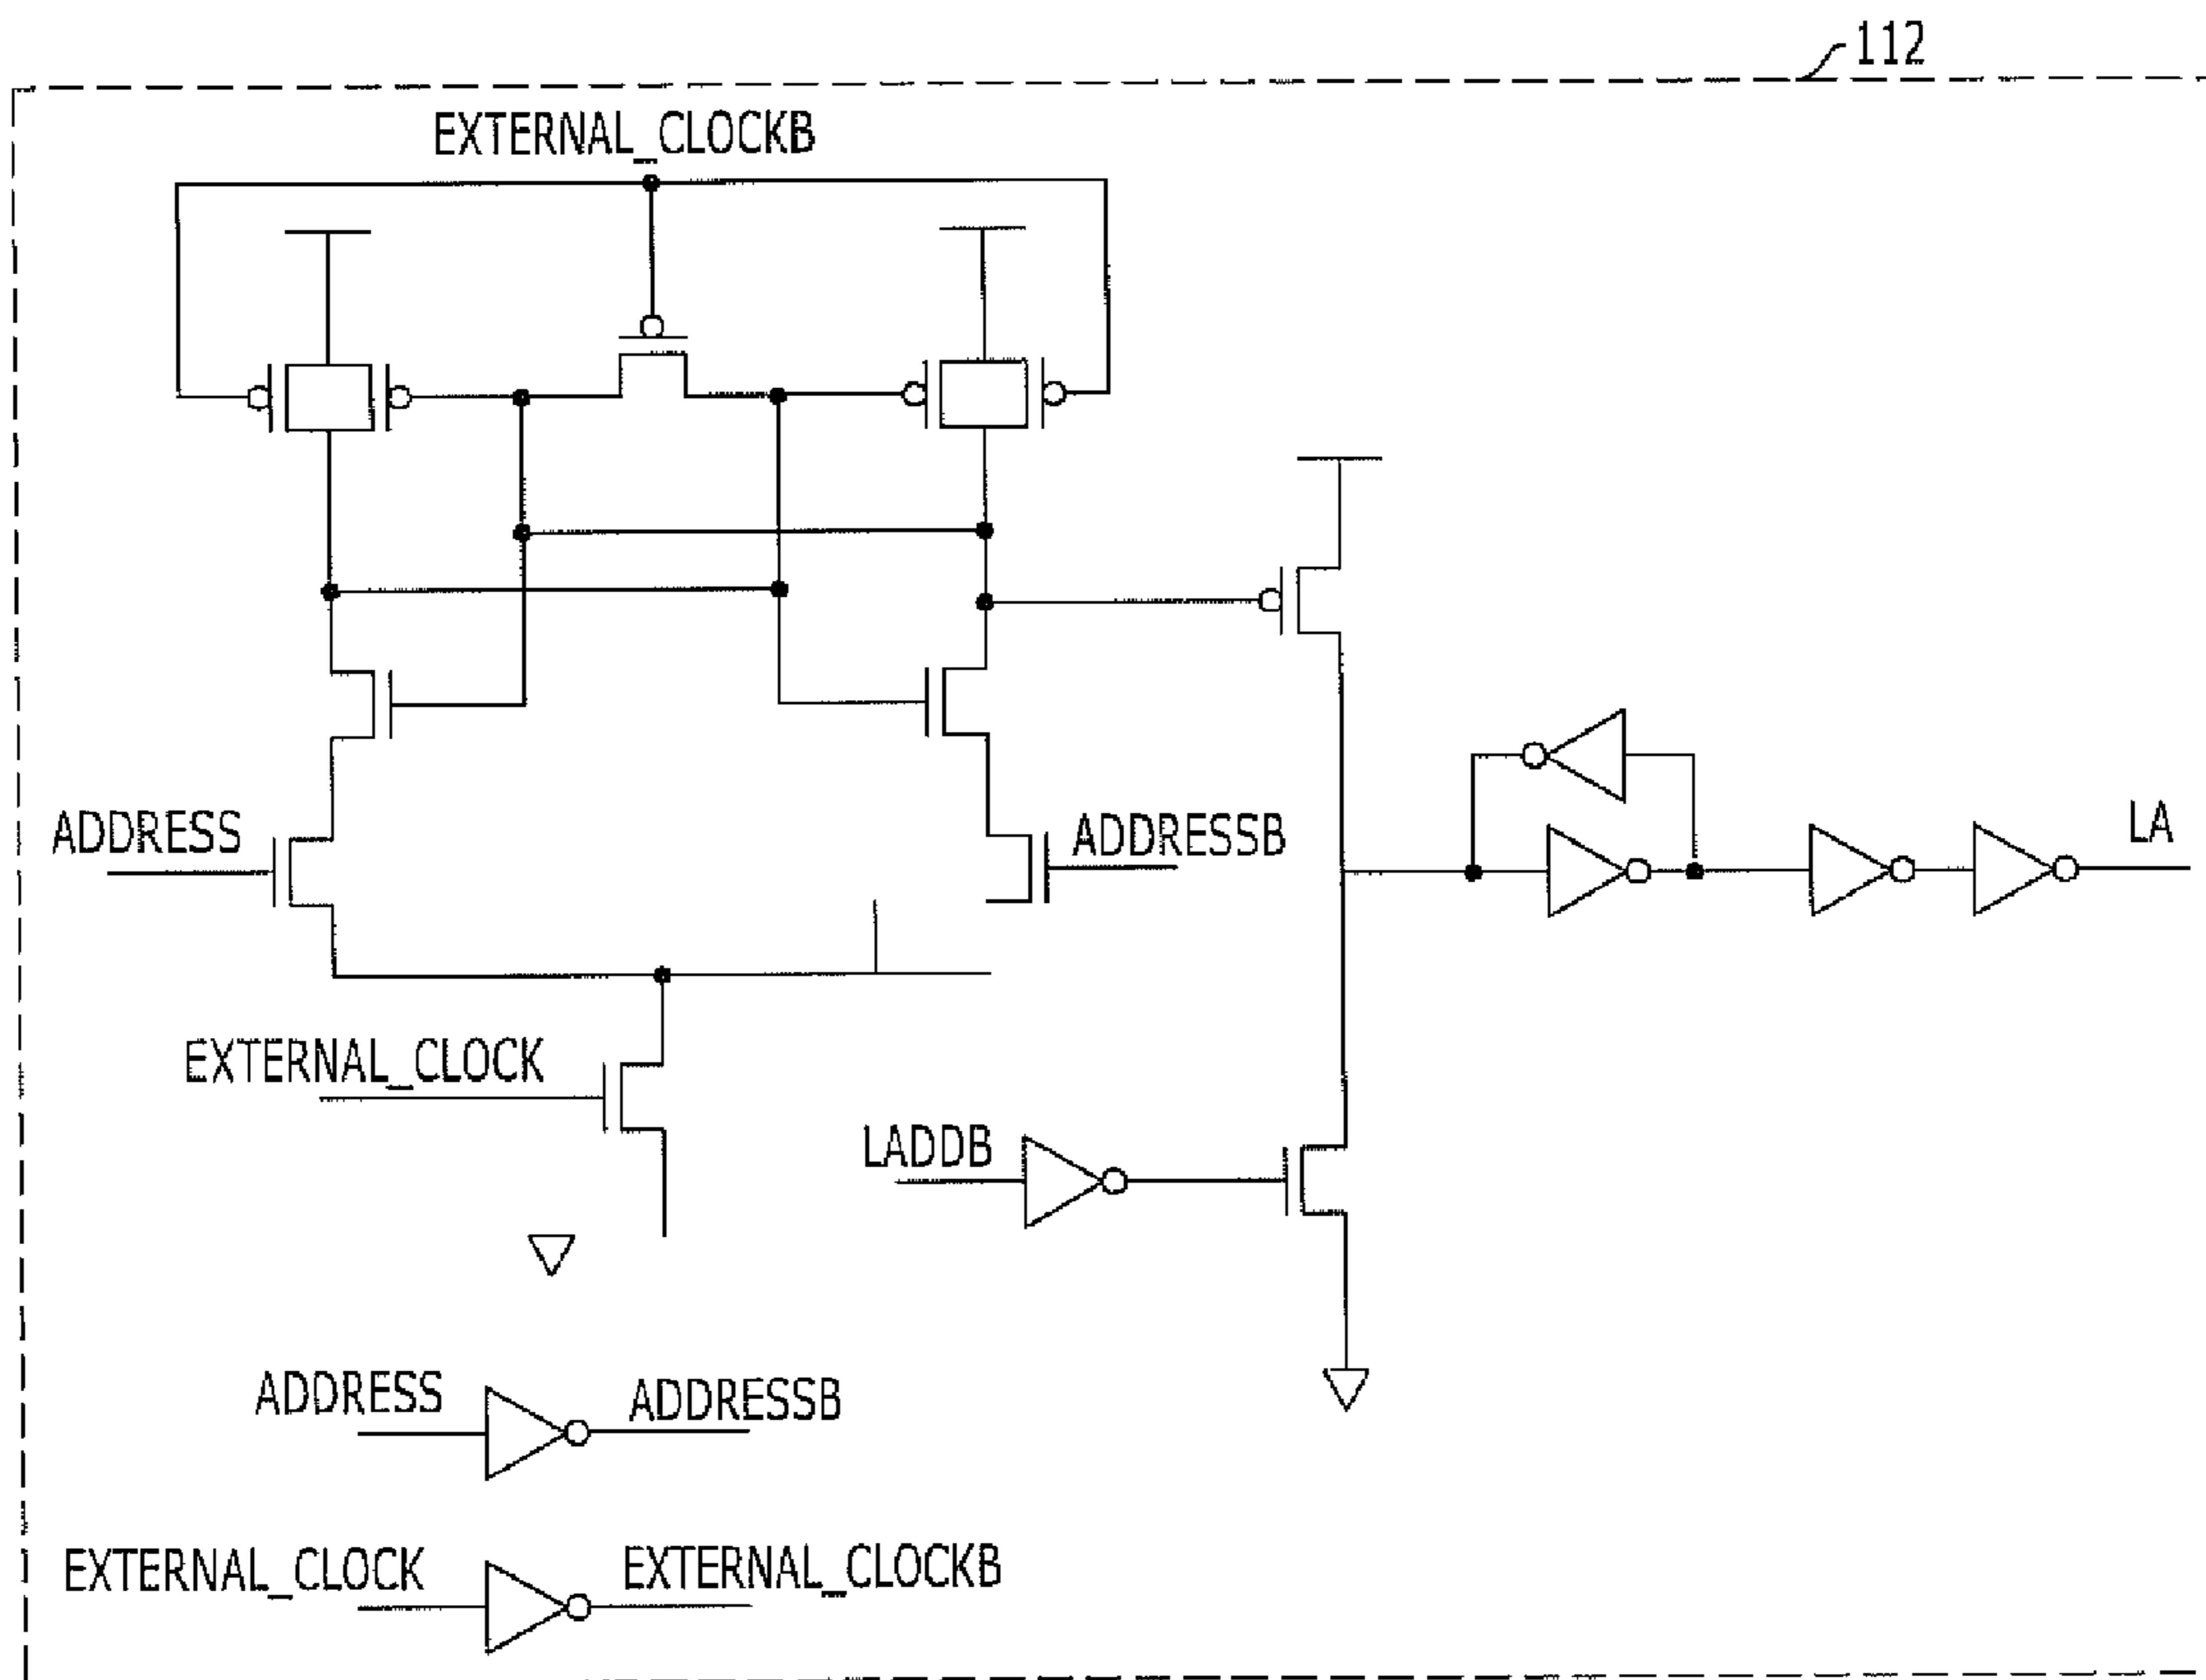 112
EXTERNAL_CLOCKB
ADDRESS
ADDRESSB
LA
EXTERNAL_CLOCK
LADDB
ADDRESS
ADDRESSB
EXTERNAL_CLOCK
EXTERNAL_CLOCKB